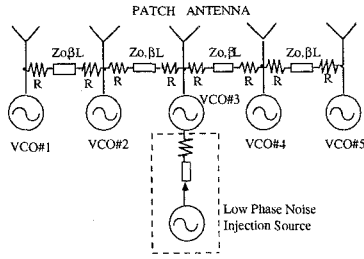 PATCH ANTENNA
Zo,βL Zo,βL Zo,βL Zo,βL
R R R R R R R R
VCO#3
VCO#1 VCO#2 VCO#4 VCO#5
Low Phase Noise
Injection Source